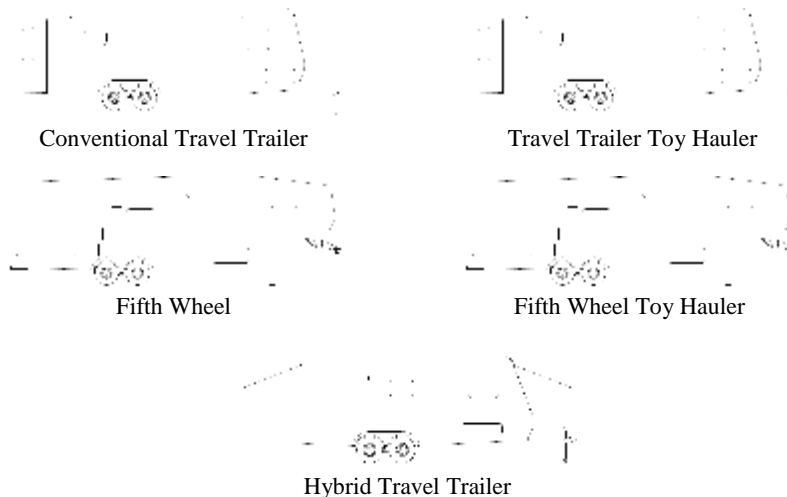 Conventional Travel Trailer
Travel Trailer Toy Hauler
Fifth Wheel
Fifth Wheel Toy Hauler
Hybrid Travel Trailer